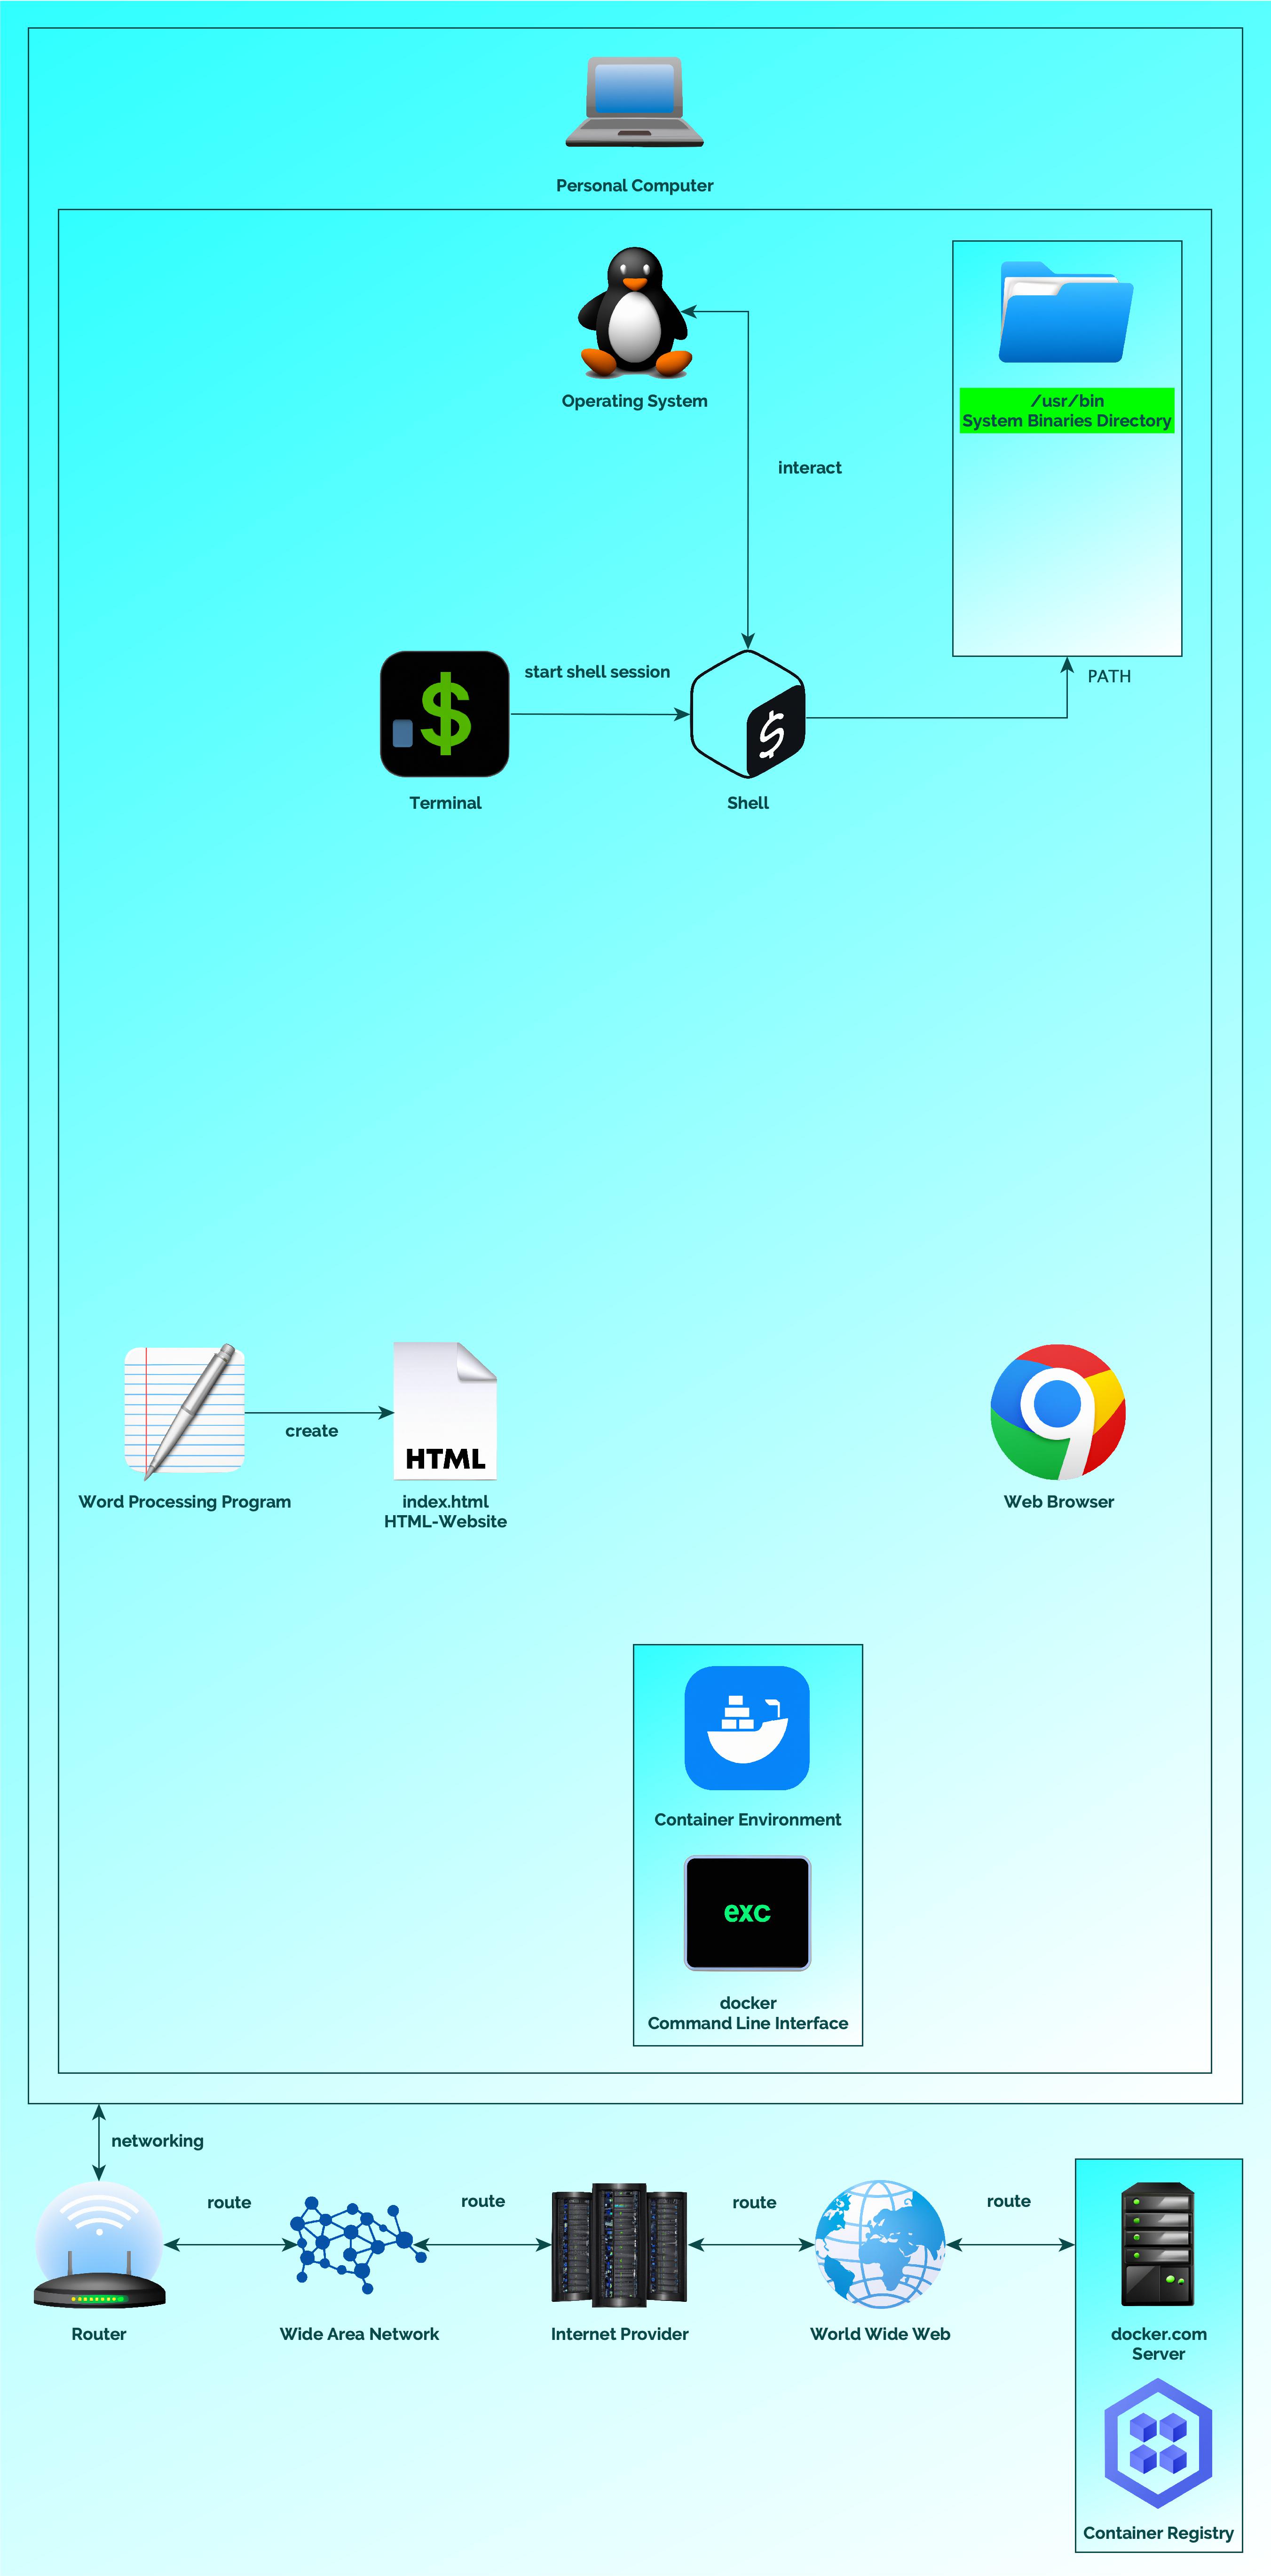 Personal Computer
Operating System
/usr/bin
System Binaries Directory
interact
PATH
start shell session
$
$
Terminal
Shell
HTML
create
Word Processing Program
index.html
HTML-Website
Web Browser
Container Environment
exc
docker
Command Line Interface
networking
route
route
route
route
Router
Wide Area Network
Internet Provider
World Wide Web
docker.com
Server
Container Registry